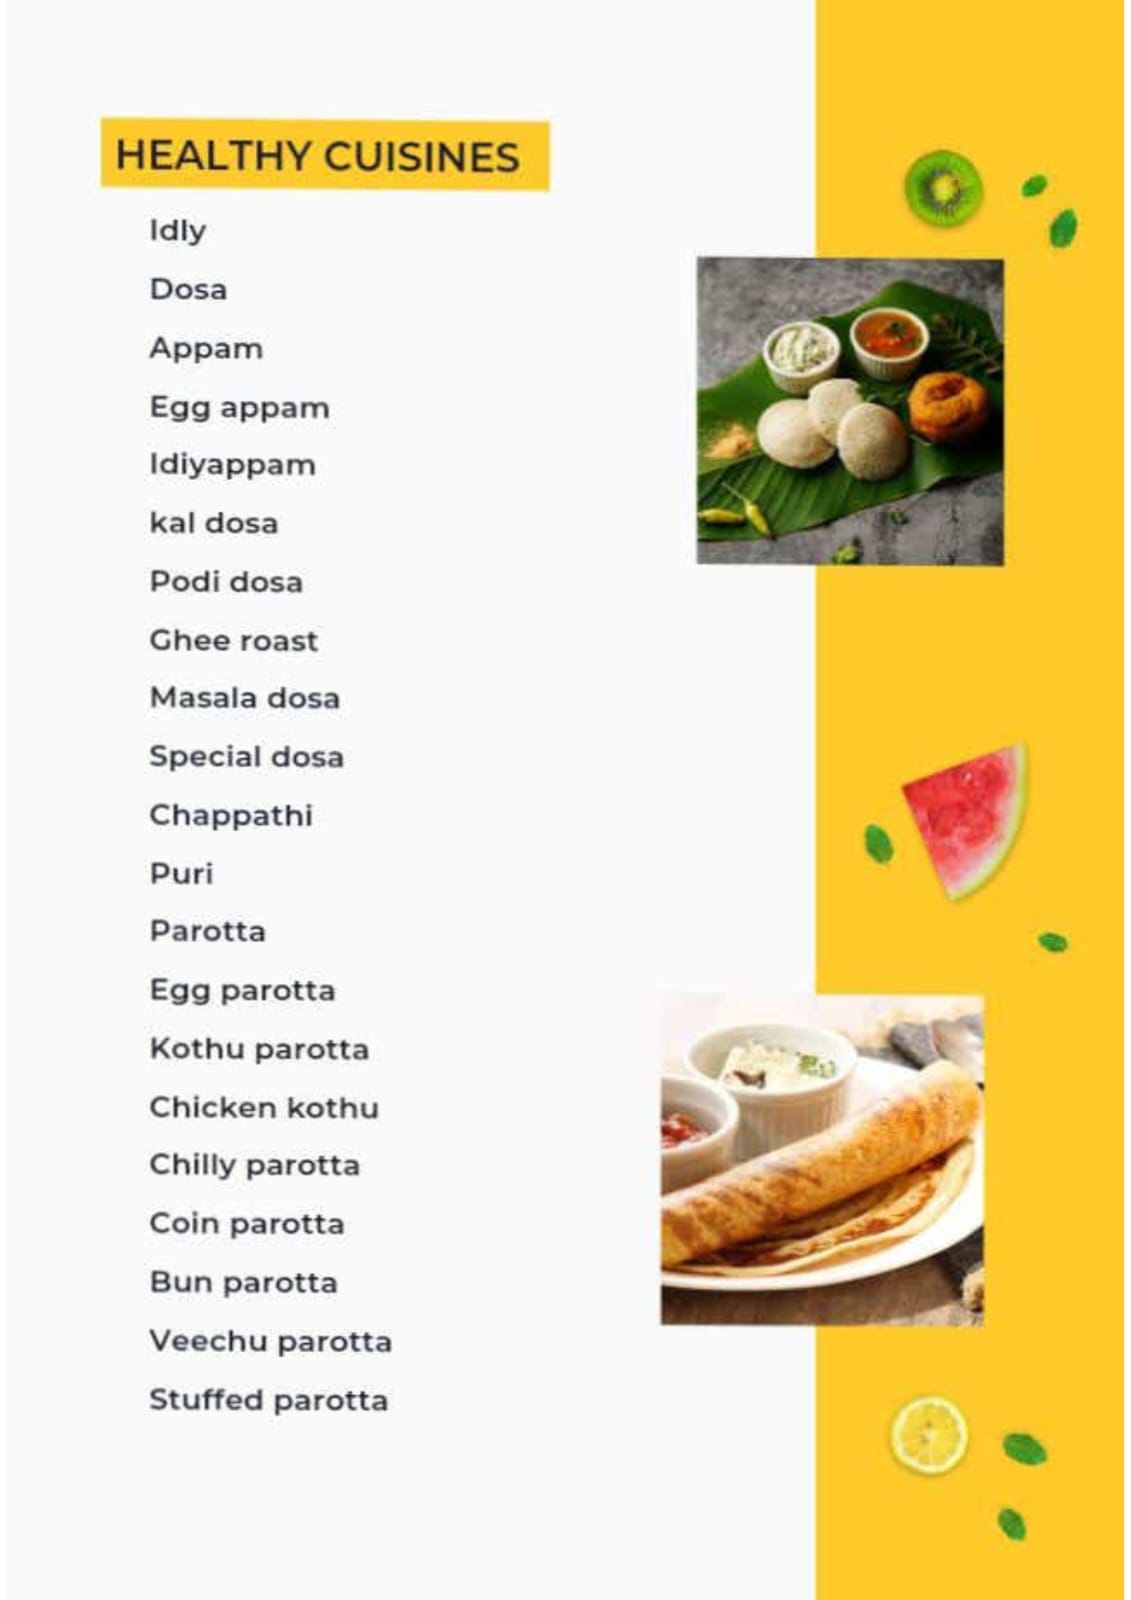 HEALTHY CUISINES
Idly
Dosa
Appam
Egg appam
Idiyappam
kal dosa
Podi dosa
Ghee roast
Masala dosa
Special dosa
Chappathi
Puri
Parotta
Egg parotta
Kothu parotta
Chicken kothu
Chilly parotta
Coin parotta
Bun parotta
Veechu parotta
Stuffed parotta